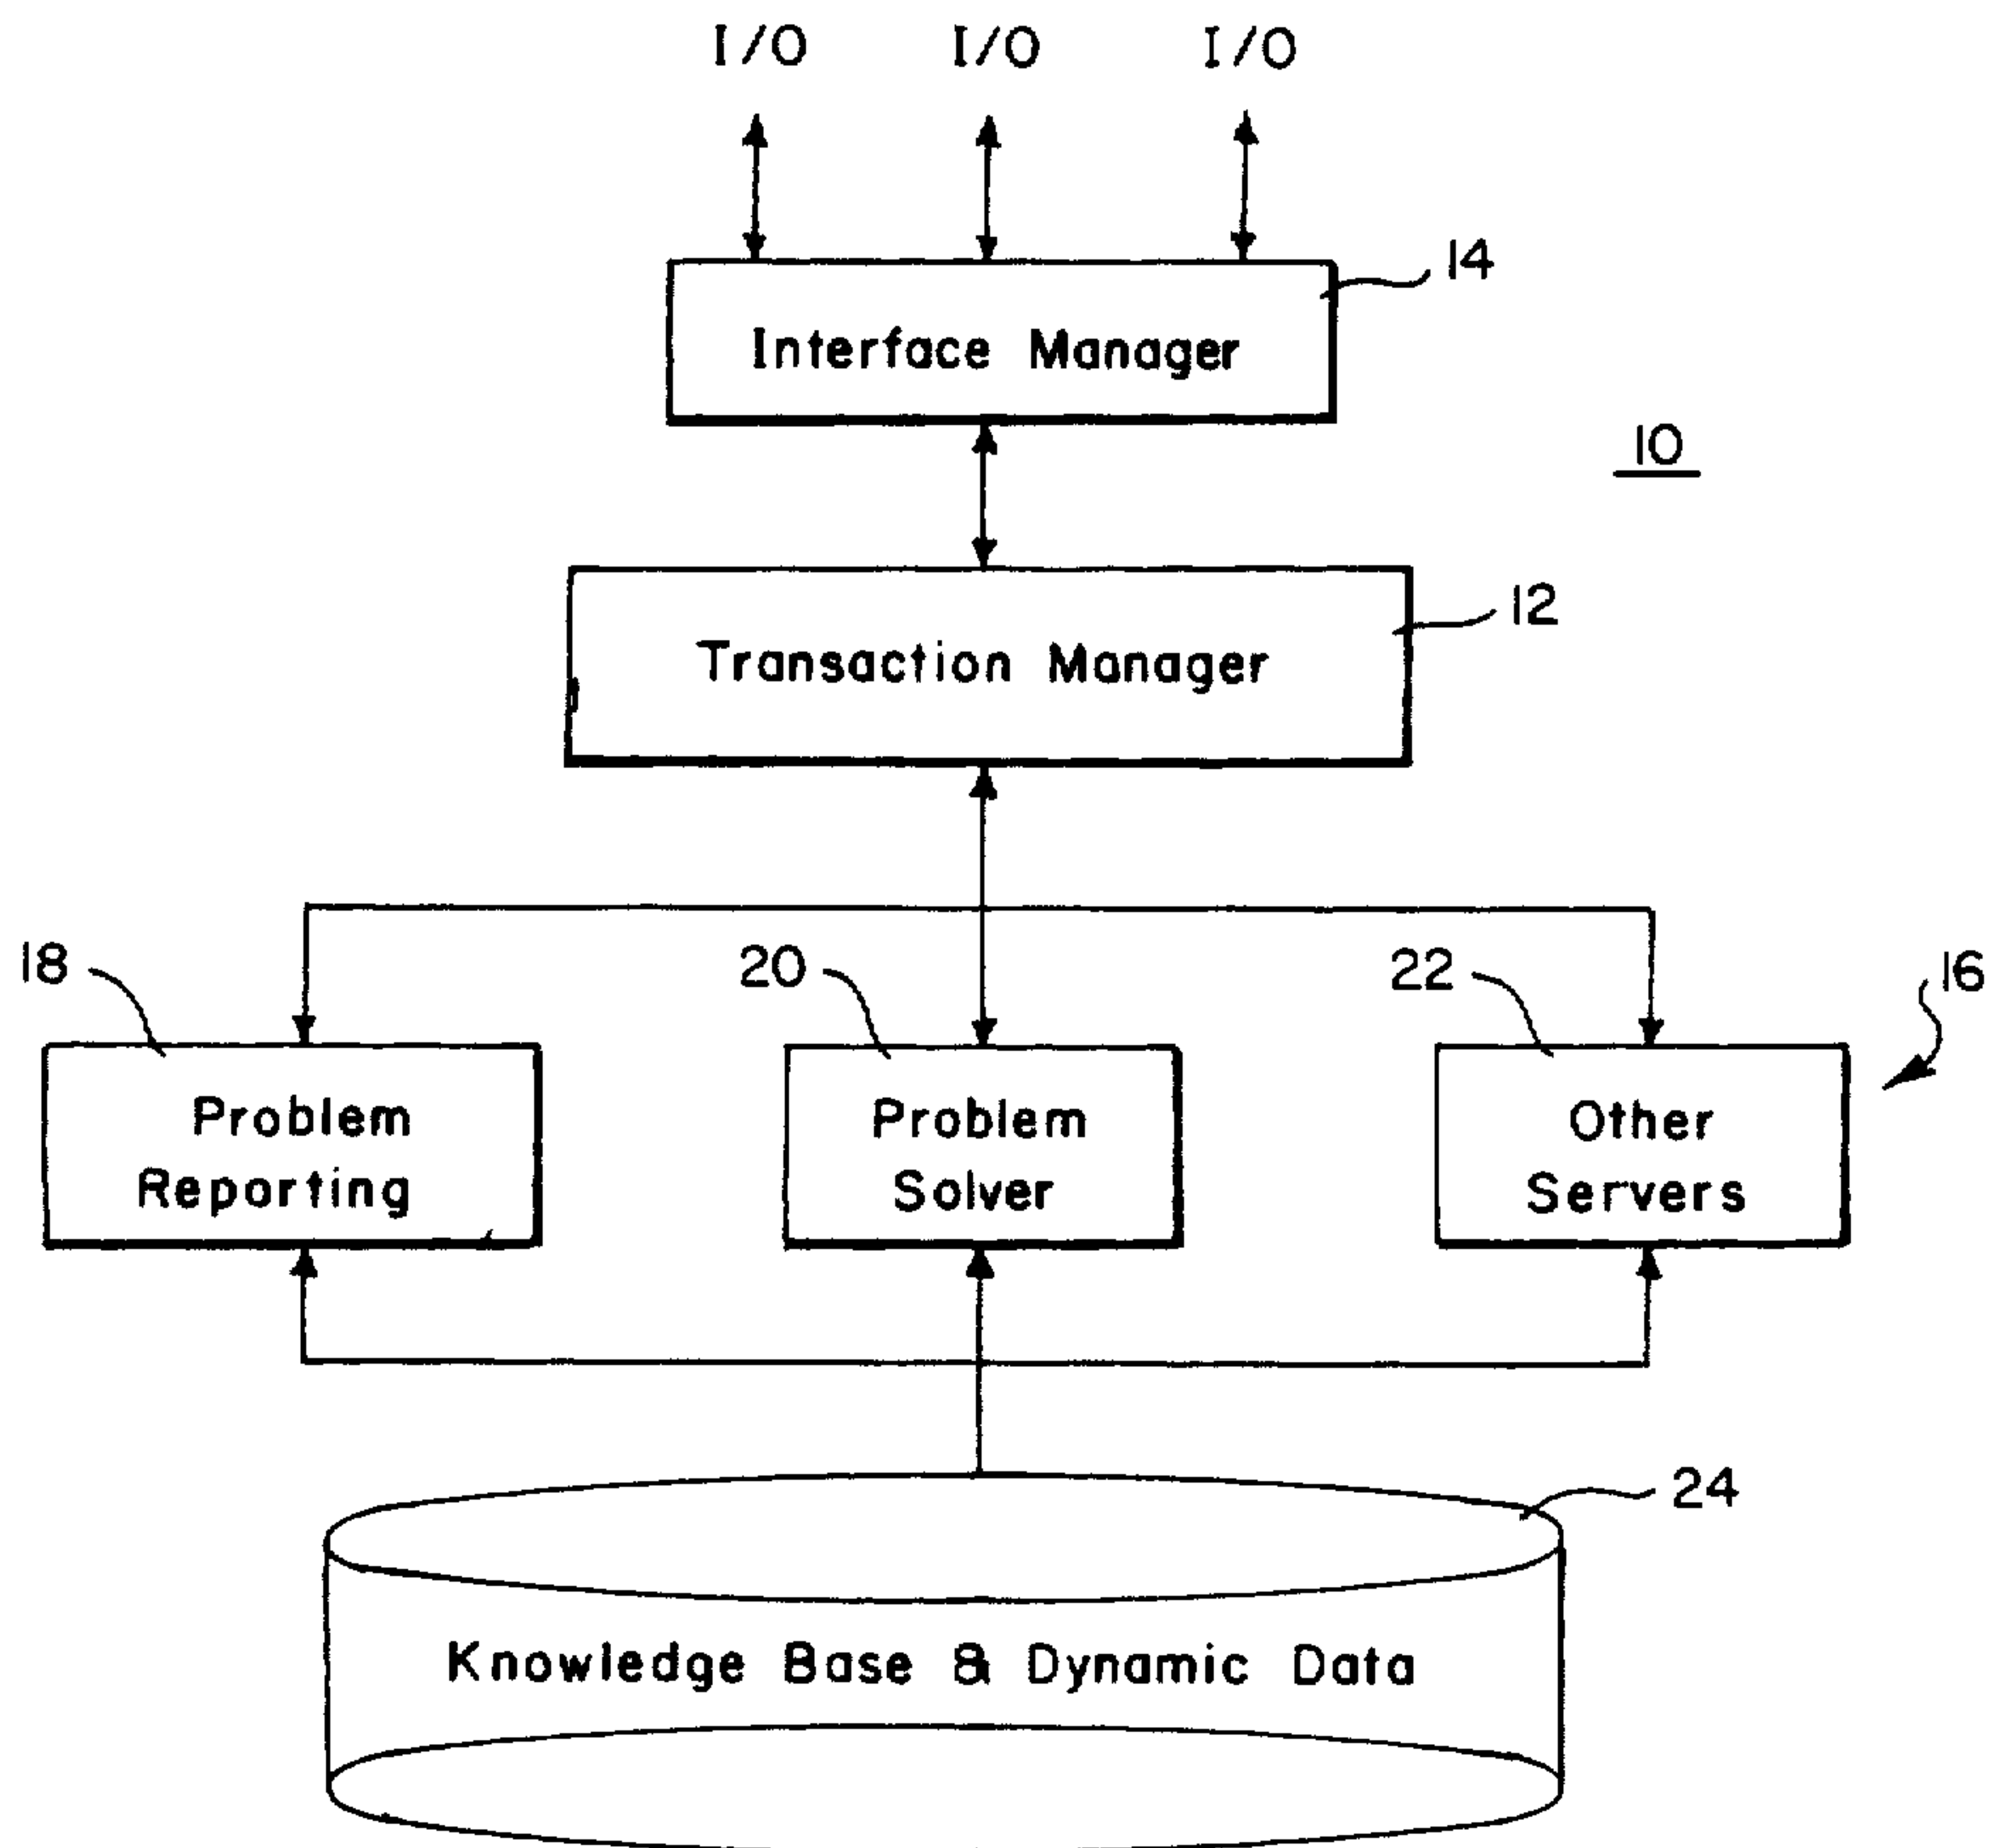 I/O I/O I/O
14
Interface Manager
10
12
Transaction Manager
18 20 22 16
Problem Reporting
Problem Solver
Other Servers
24
Knowledge Base & Dynamic Data